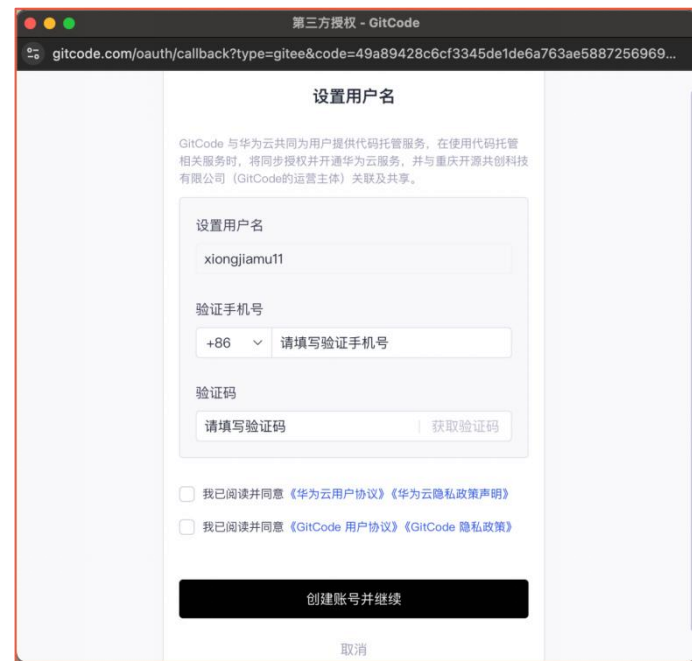 第三方授权 - GitCode
gitcode.com/oauth/callback?type=gitee&code=49a89428c6cf3345de1de6a763ae5887256969...
设置用户名
GitCode 与华为云共同为用户提供代码托管服务，在使用代码托管
相关服务时，将同步授权并开通华为云服务，并与重庆开源共创科技
有限公司（GitCode的运营主体）关联及共享。
设置用户名
xiongjiamu11
验证手机号
+86 请填写验证手机号
验证码
请填写验证码 获取验证码
我已阅读并同意《华为云用户协议》《华为云隐私政策声明》
我已阅读并同意《GitCode 用户协议》《GitCode 隐私政策》
创建账号并继续
取消